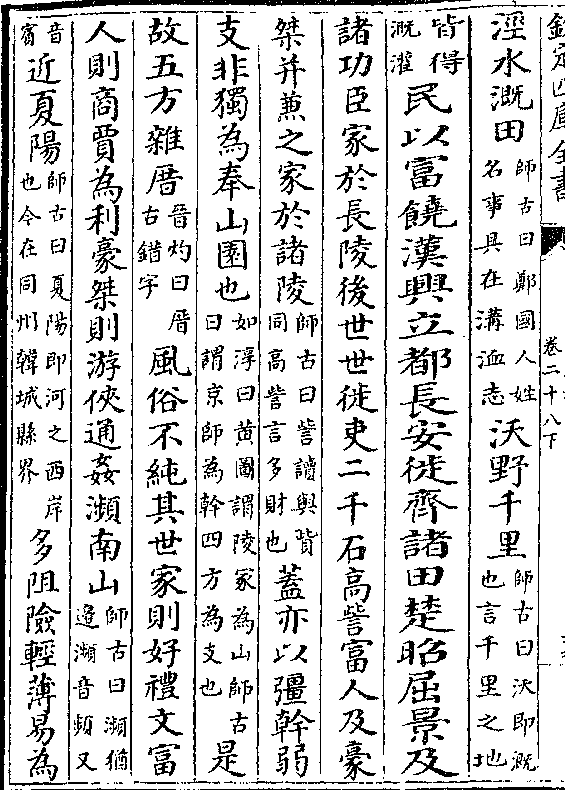 欽定四庫全書 卷二十八下
涇水溉田師古曰鄭國人姓名事具在溝洫志沃野千里師古曰沃即溉也言千里之地
皆得溉灌民以富饒漢興立都長安徙齊諸田楚昭屈景及
諸功臣家於長陵後世世徙吏二千石高訾富人及豪
桀并兼之家於諸陵師古曰訾讀與貲同高訾言多財也蓋亦以彊幹弱
支非獨為奉山園也如淳曰黄圖謂陵冢為山師古曰謂京師為幹四方為支也是
故五方雜厝晉灼曰厝古錯字風俗不純其世家則好禮文富
人則商賈為利豪桀則游俠通姦瀕南山師古曰瀕猶邊瀕音頻又
音賓近夏陽師古曰夏陽即河之西岸也今在同州韓城縣界多阻險輕薄易為